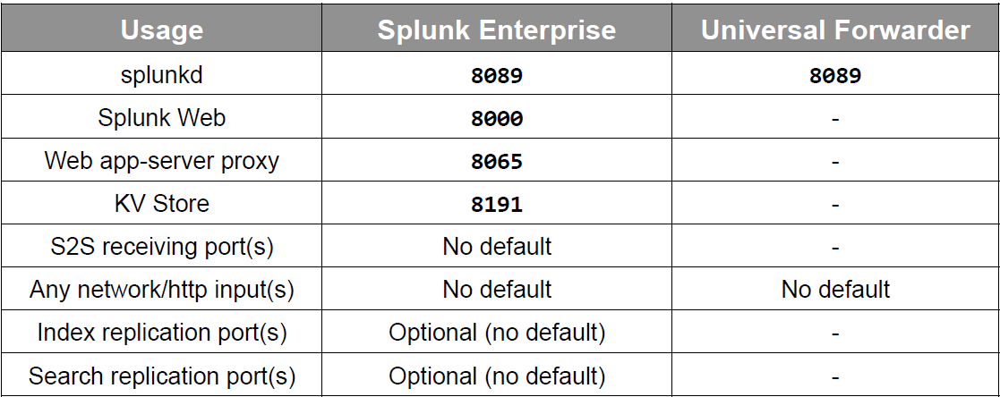 Usage Splunk Enterprise Universal Forwarder
splunkd 8089 8089
Splunk Web 8000 -
Web app-server proxy 8065 -
KV Store 8191 -
S2S receiving port(s) No default -
Any network/http input(s) No default No default
Index replication port(s) Optional (no default) -
Search replication port(s) Optional (no default) -